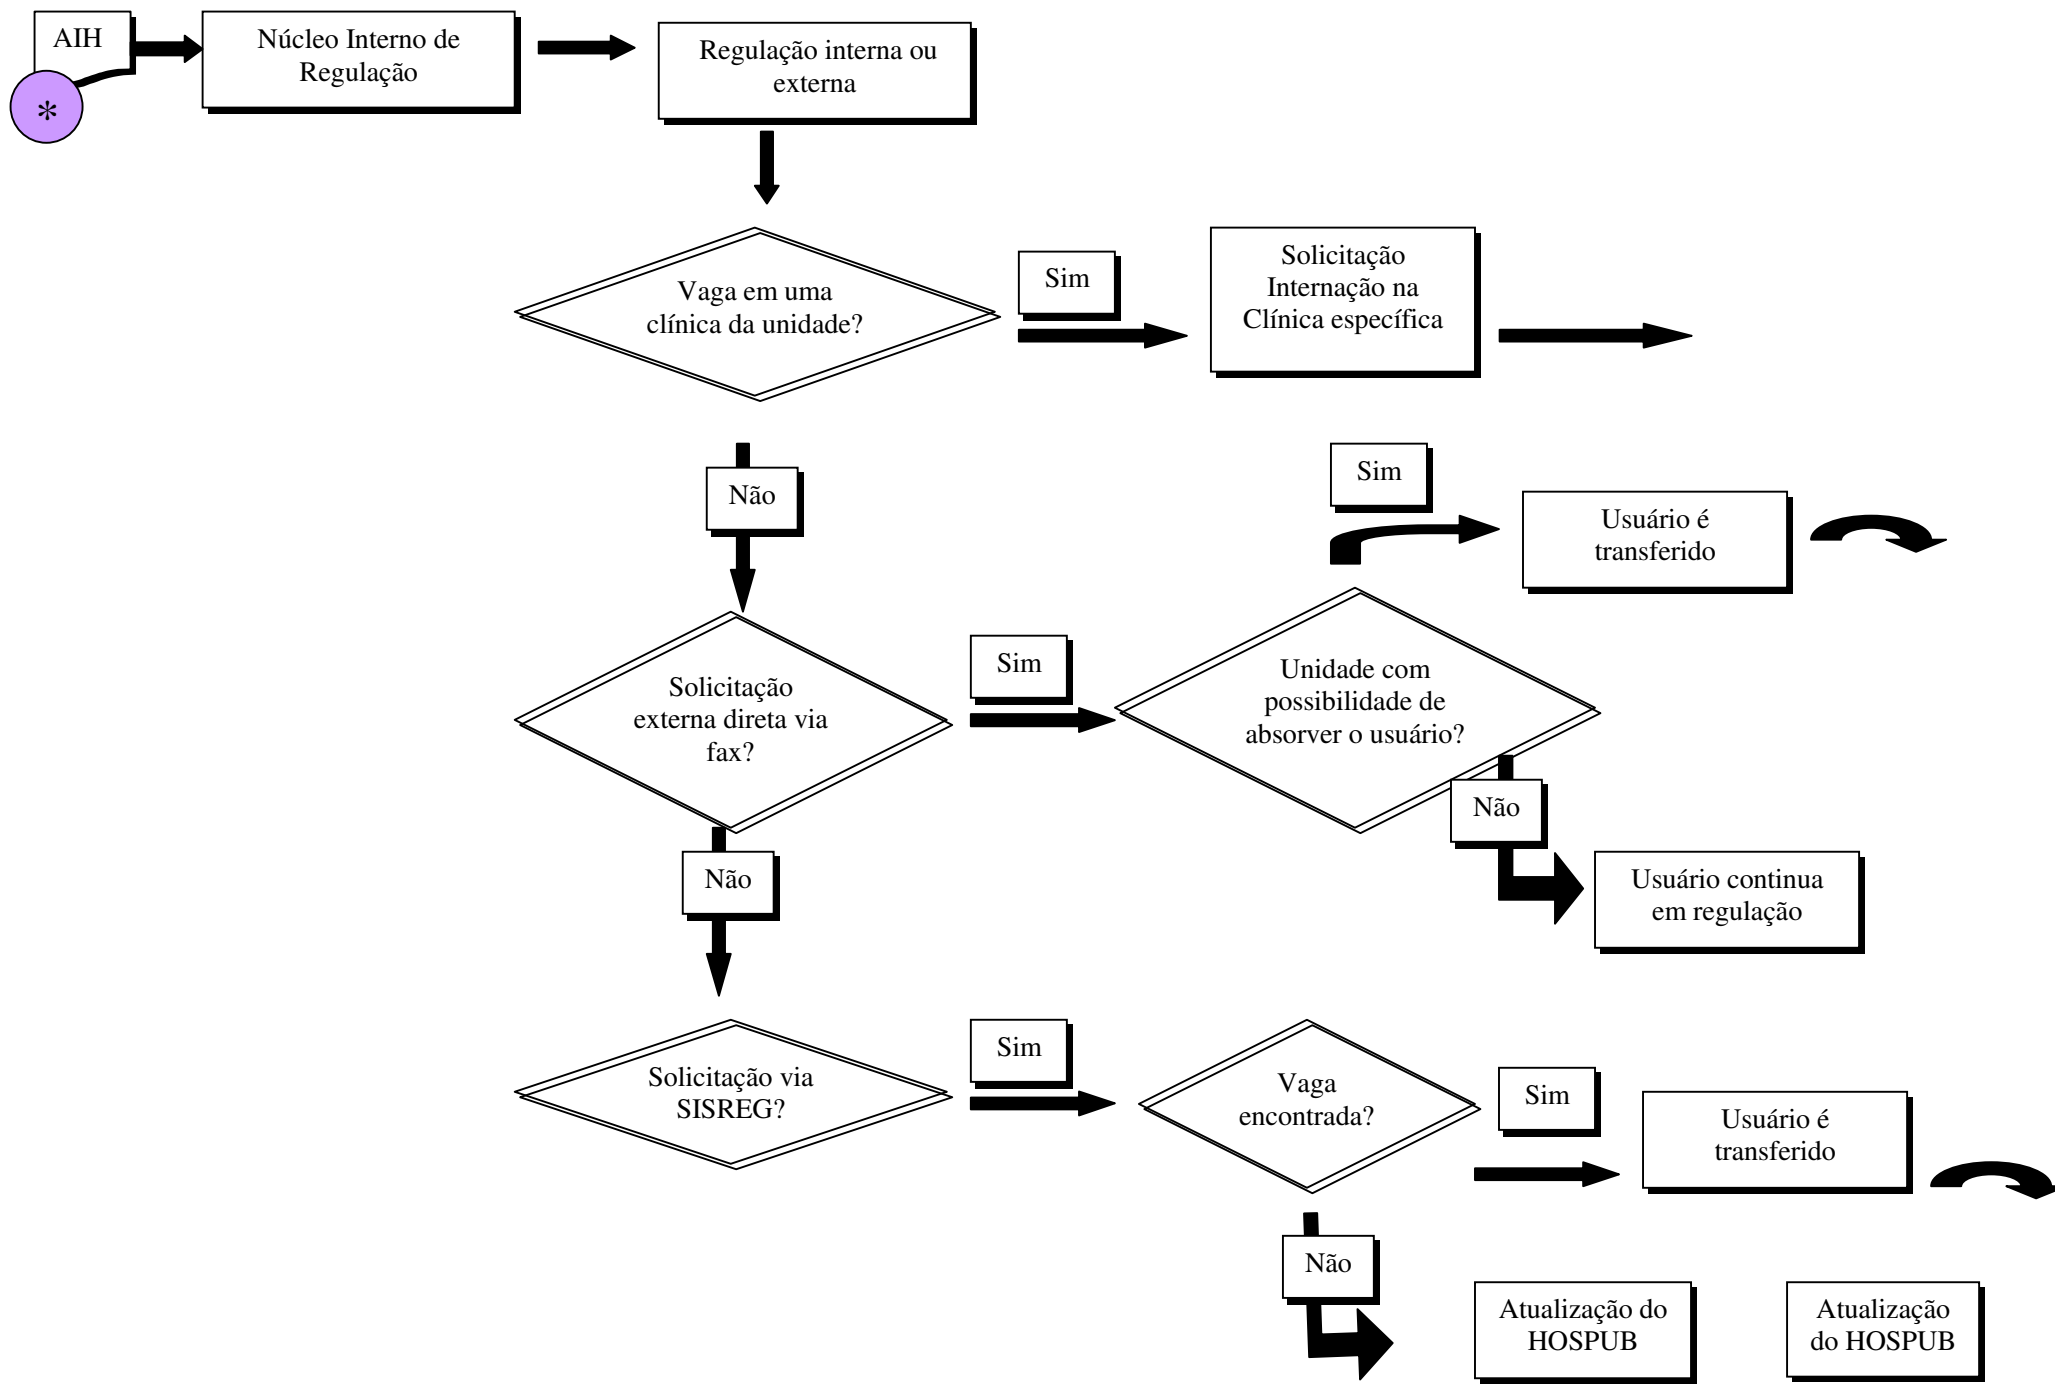 AIH
*
Núcleo Interno de
Regulação
Regulação interna ou
externa
Vaga em uma
clínica da unidade?
Sim
Solicitação
Internação na
Clínica específica
Não
Sim
Usuário é
transferido
Solicitação
externa direta via
fax?
Sim
Unidade com
possibilidade de
absorver o usuário?
Não
Usuário continua
em regulação
Não
Solicitação via
SISREG?
Sim
Vaga
encontrada?
Sim
Usuário é
transferido
Não
Atualização do
HOSPUB
Atualização
do HOSPUB